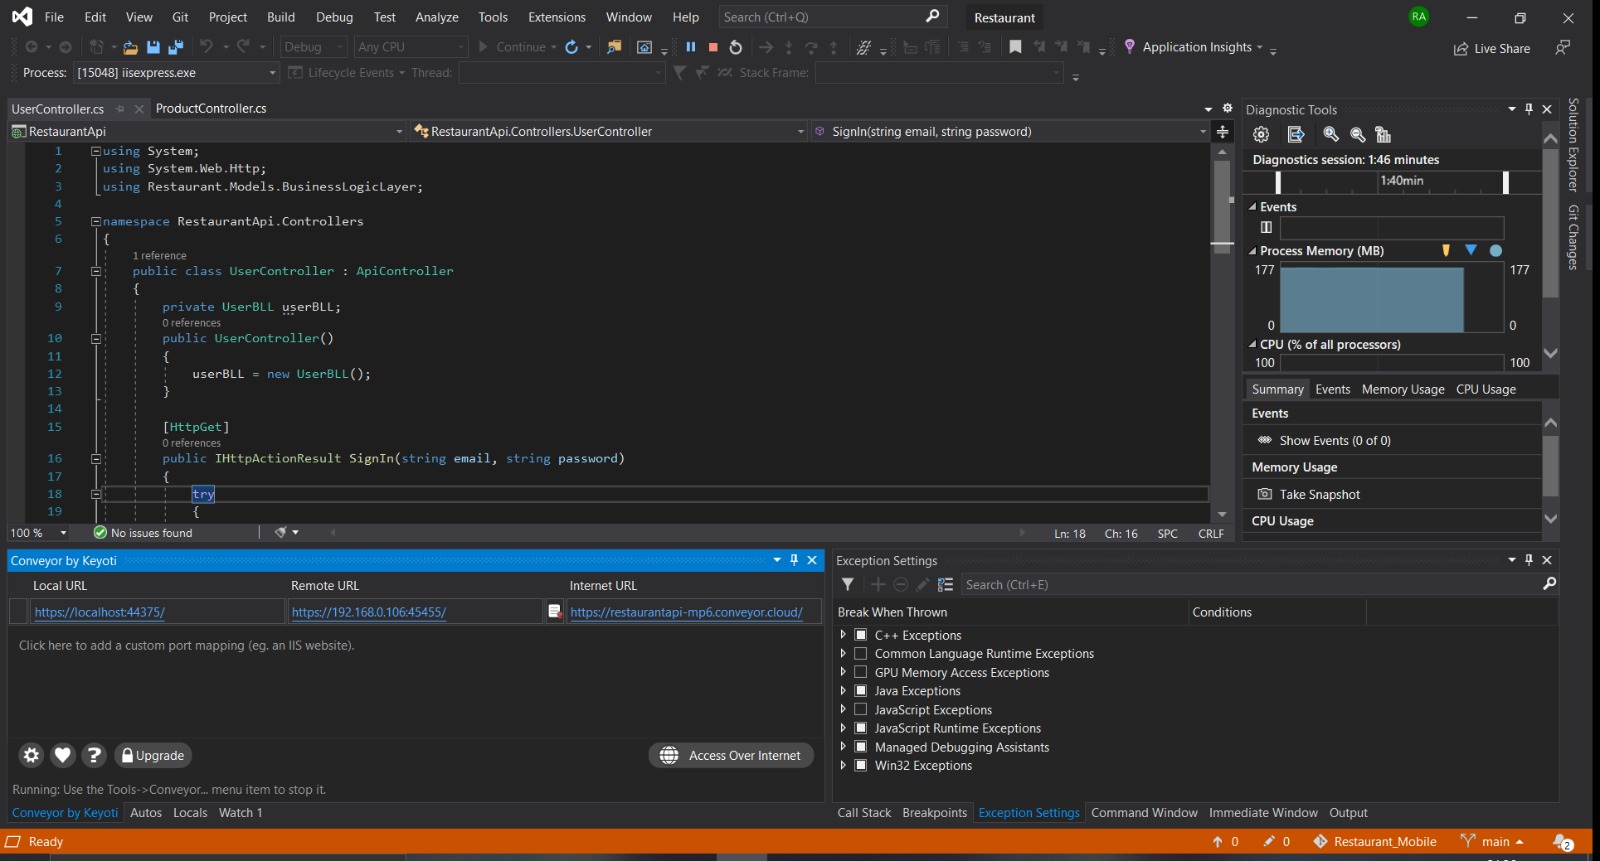 File Edit View Git Project Build Debug Test Analyze Tools Extensions Window Help Search (Ctrl+Q) Restaurant RA
Debug Any CPU Continue Application Insights Live Share
Process: [15048] iisexpress.exe Lifecycle Events Thread: Stack Frame:
UserController.cs ProductController.cs
RestaurantApi RestaurantApi.Controllers.UserController SignIn(string email, string password)
1 using System;
2 using System.Web.Http;
3 using Restaurant.Models.BusinessLogicLayer;
4
5 namespace RestaurantApi.Controllers
6 {
1 reference
7 public class UserController : ApiController
8 {
9 private UserBLL userBLL;
0 references
10 public UserController()
11 {
12 userBLL = new UserBLL();
13 }
14
15 [HttpGet]
0 references
16 public IHttpActionResult SignIn(string email, string password)
17 {
18 try
19 {
100 % No issues found Ln: 18 Ch: 16 SPC CRLF
Diagnostic Tools
Diagnostics session: 1:46 minutes
1:40min
Events
Process Memory (MB)
177 177
0 0
CPU (% of all processors)
100 100
Summary Events Memory Usage CPU Usage
Events
Show Events (0 of 0)
Memory Usage
Take Snapshot
CPU Usage
Solution Explorer
Git Changes
Conveyor by Keyoti
Local URL Remote URL Internet URL
https://localhost:44375/ https://192.168.0.106:45455/ https://restaurantapi-mp6.conveyor.cloud/
Click here to add a custom port mapping (eg. an IIS website).
? Upgrade Access Over Internet
Running: Use the Tools->Conveyor... menu item to stop it.
Conveyor by Keyoti Autos Locals Watch 1
Exception Settings
Search (Ctrl+E)
Break When Thrown Conditions
C++ Exceptions
Common Language Runtime Exceptions
GPU Memory Access Exceptions
Java Exceptions
JavaScript Exceptions
JavaScript Runtime Exceptions
Managed Debugging Assistants
Win32 Exceptions
Call Stack Breakpoints Exception Settings Command Window Immediate Window Output
Ready 0 0 Restaurant_Mobile main 2